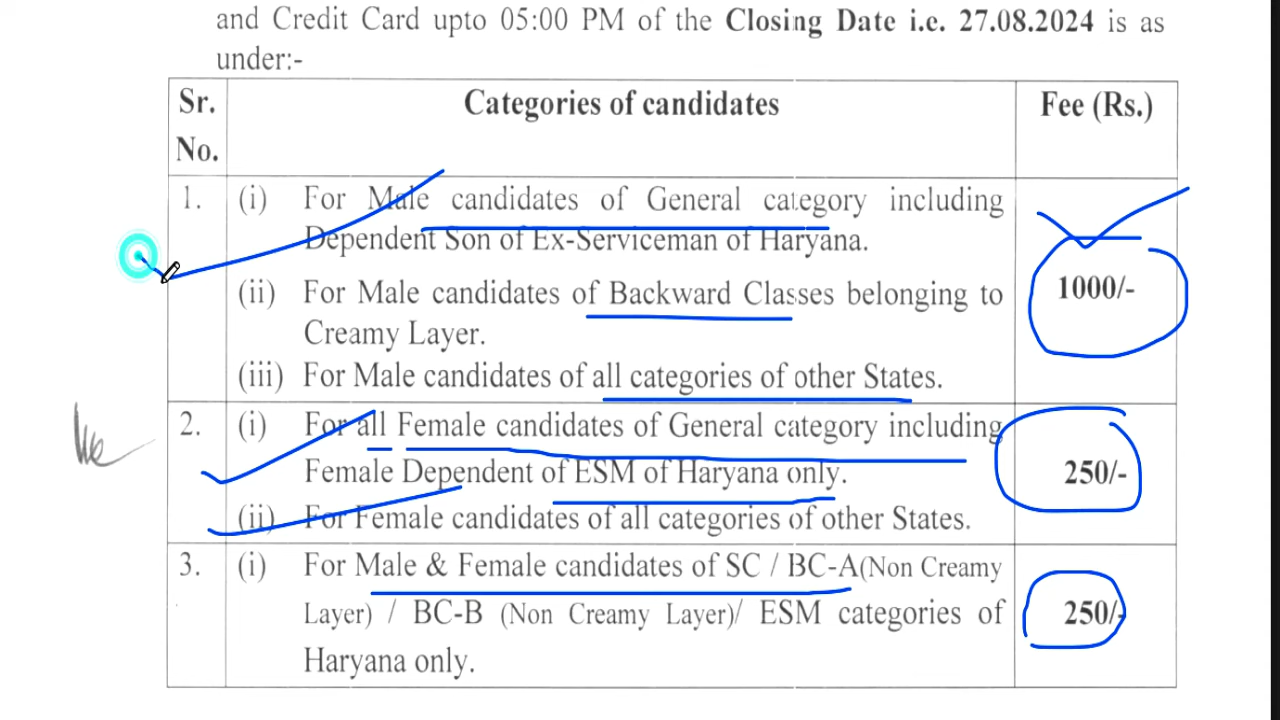 and Credit Card upto 05:00 PM of the Closing Date i.e. 27.08.2024 is as
under:-
Sr. No. Categories of candidates Fee (Rs.)
1. (i) For Male candidates of General category including
Dependent Son of Ex-Serviceman of Haryana.
(ii) For Male candidates of Backward Classes belonging to 1000/-
Creamy Layer.
(iii) For Male candidates of all categories of other States.
2. (i) For all Female candidates of General category including
Female Dependent of ESM of Haryana only. 250/-
(ii) For Female candidates of all categories of other States.
3. (i) For Male & Female candidates of SC / BC-A(Non Creamy
Layer) / BC-B (Non Creamy Layer)/ ESM categories of 250/-
Haryana only.